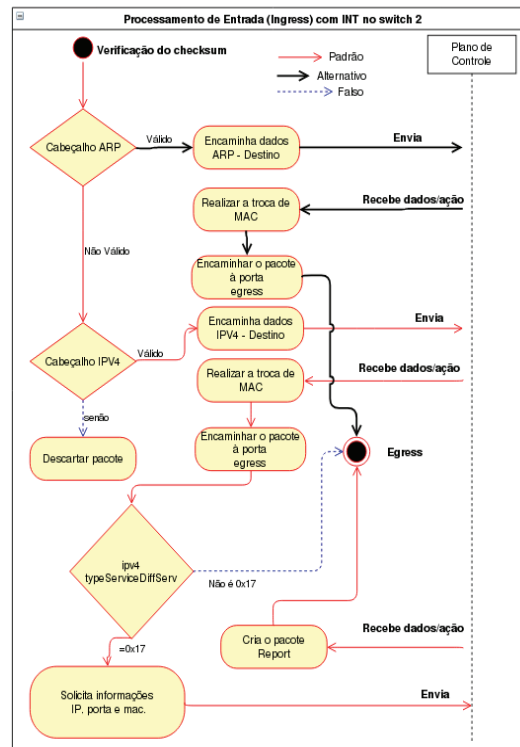 Processamento de Entrada (Ingress) com INT no switch 2
Verificação do checksum
Padrão
Alternativo
Falso
Plano de
Controle
Cabeçalho ARP
Válido
Encaminha dados
ARP - Destino
Envia
Realizar a troca de
MAC
Recebe dados/ação
Não Válido
Encaminhar o pacote
à porta
egress
Cabeçalho IPV4
Válido
Encaminha dados
IPV4 - Destino
Envia
Realizar a troca de
MAC
Recebe dados/ação
senão
Descartar pacote
Encaminhar o pacote
à porta
egress
Egress
ipv4
typeServiceDiffServ
Não é 0x17
=0x17
Cria o pacote
Report
Recebe dados/ação
Solicita informações
IP. porta e mac.
Envia